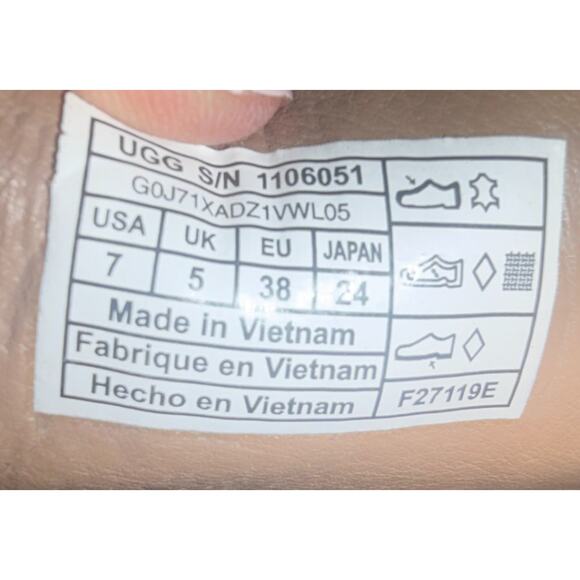 UGG S/N 1106051
G0J71XADZ1VWL05
USA UK EU JAPAN
7 5 38 24
Made in Vietnam
Fabrique en Vietnam
Hecho en Vietnam
F27119E